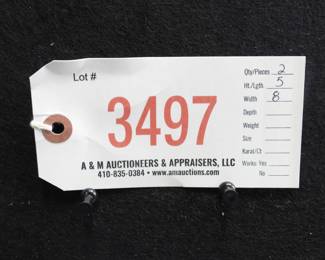 Lot #
3497
A & M AUCTIONEERS & APPRAISERS, LLC
410-835-0384 • www.amauctions.com
Qty/Pieces 2
Ht./Lgth 5
Width 8
Depth
Weight
Size
Karat/Ct
Works: Yes
No